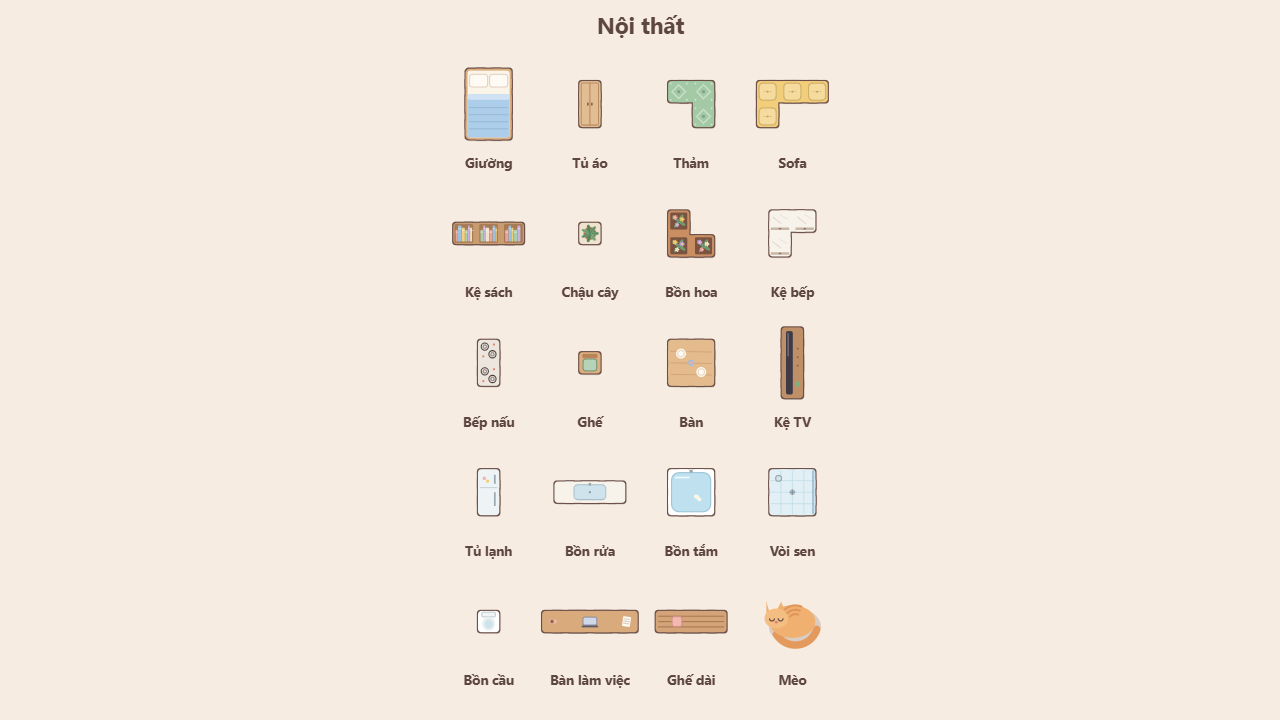 Nội thất
Giường
Tủ áo
Thảm
Sofa
Kệ sách
Chậu cây
Bồn hoa
Kệ bếp
Bếp nấu
Ghế
Bàn
Kệ TV
Tủ lạnh
Bồn rửa
Bồn tắm
Vòi sen
Bồn cầu
Bàn làm việc
Ghế dài
Mèo